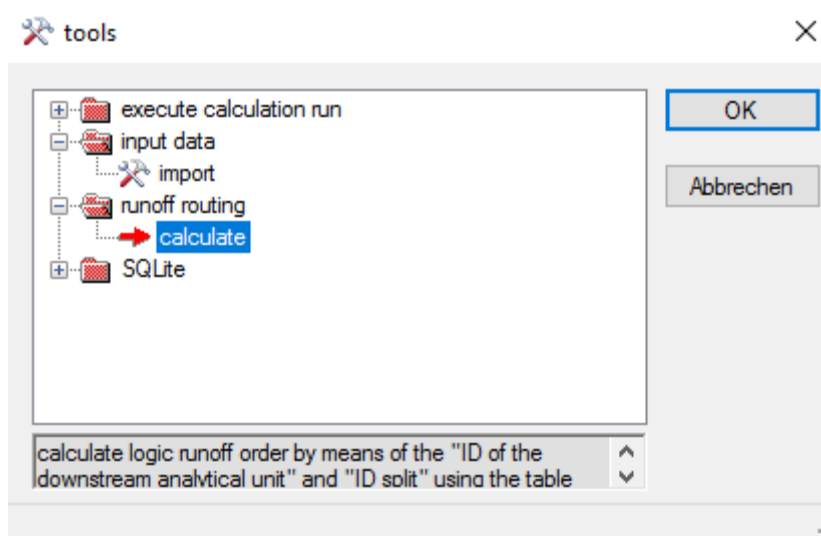 tools
execute calculation run
input data
import
runoff routing
calculate
SQLite
OK
Abbrechen
calculate logic runoff order by means of the "ID of the
downstream analytical unit" and "ID split" using the table